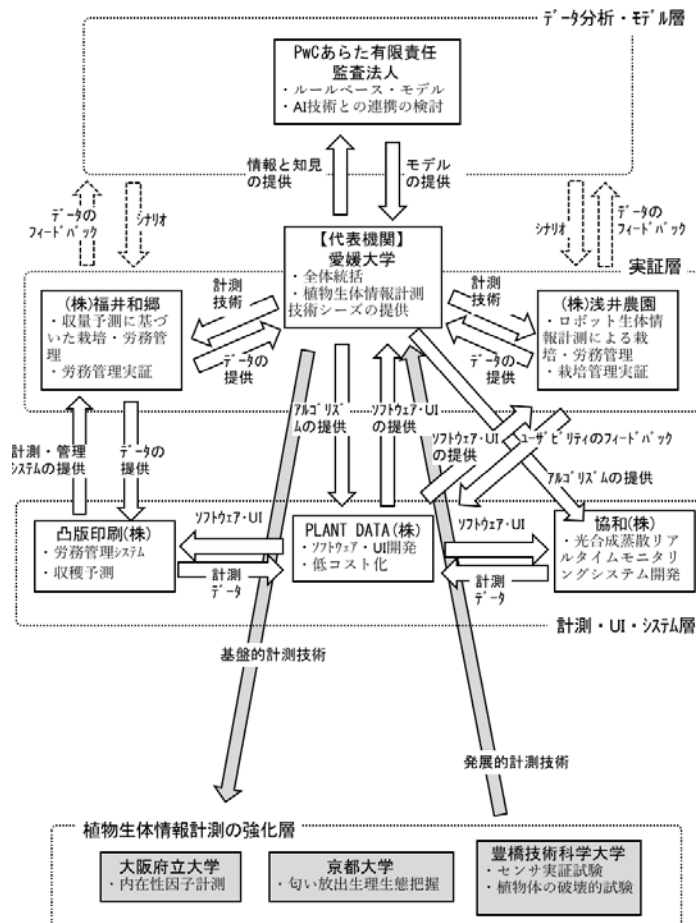 データ分析・モデル層
PwCあらた有限責任
監査法人
・ルールベース・モデル
・AI技術との連携の検討
情報と知見
の提供
モデル
の提供
データの
フィードバック
シナリオ
シナリオ
データの
フィードバック
【代表機関】
愛媛大学
・全体統括
・植物生体情報計測
技術シーズの提供
実証層
(株)福井和郷
・収量予測に基づ
いた栽培・労務管
理
・労務管理実証
計測
技術
データの
提供
計測
技術
データの
提供
(株)浅井農園
・ロボット生体情
報計測による栽
培・労務管理
・栽培管理実証
計測・管理
システムの提供
データの
提供
アルゴリズ
ムの提供
ソフトウェア・UI
の提供
ソフトウェア・UI
の提供
ユーザビリティのフィードバック
アルゴリズムの提供
凸版印刷(株)
・労務管理システム
・収穫予測
ソフトウェア・UI
計測
データ
PLANT DATA(株)
・ソフトウェア・UI開発
・低コスト化
ソフトウェア・UI
計測
データ
協和(株)
・光合成蒸散リア
ルタイムモニタリ
ングシステム開発
計測・UI・システム層
基盤的計測技術
発展的計測技術
植物生体情報計測の強化層
大阪府立大学
・内在性因子計測
京都大学
・匂い放出生理生態把握
豊橋技術科学大学
・センサ実証試験
・植物体の破壊的試験